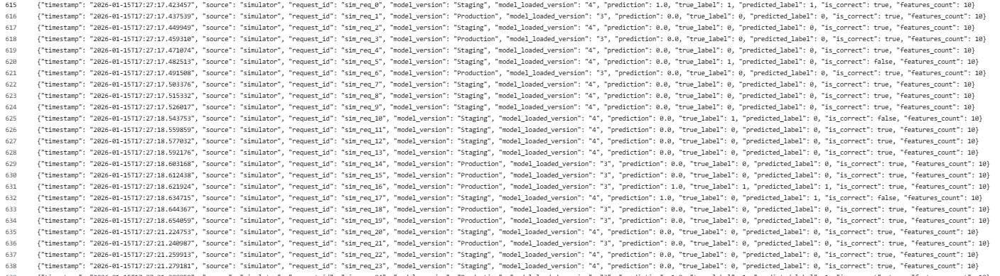 615 {"timestamp": "2026-01-15T17:27:17.423457", "source": "simulator", "request_id": "sim_req_0", "model_version": "Staging", "model_loaded_version": "4", "prediction": 1.0, "true_label": 1, "predicted_label": 1, "is_correct": true, "features_count": 10}
616 {"timestamp": "2026-01-15T17:27:17.437539", "source": "simulator", "request_id": "sim_req_1", "model_version": "Production", "model_loaded_version": "3", "prediction": 0.0, "true_label": 0, "predicted_label": 0, "is_correct": true, "features_count": 10}
617 {"timestamp": "2026-01-15T17:27:17.449949", "source": "simulator", "request_id": "sim_req_2", "model_version": "Staging", "model_loaded_version": "4", "prediction": 0.0, "true_label": 0, "predicted_label": 0, "is_correct": true, "features_count": 10}
618 {"timestamp": "2026-01-15T17:27:17.459310", "source": "simulator", "request_id": "sim_req_3", "model_version": "Production", "model_loaded_version": "3", "prediction": 0.0, "true_label": 0, "predicted_label": 0, "is_correct": true, "features_count": 10}
619 {"timestamp": "2026-01-15T17:27:17.471074", "source": "simulator", "request_id": "sim_req_4", "model_version": "Staging", "model_loaded_version": "4", "prediction": 0.0, "true_label": 0, "predicted_label": 0, "is_correct": true, "features_count": 10}
620 {"timestamp": "2026-01-15T17:27:17.482513", "source": "simulator", "request_id": "sim_req_5", "model_version": "Staging", "model_loaded_version": "4", "prediction": 0.0, "true_label": 1, "predicted_label": 0, "is_correct": false, "features_count": 10}
621 {"timestamp": "2026-01-15T17:27:17.491508", "source": "simulator", "request_id": "sim_req_6", "model_version": "Production", "model_loaded_version": "3", "prediction": 0.0, "true_label": 0, "predicted_label": 0, "is_correct": true, "features_count": 10}
622 {"timestamp": "2026-01-15T17:27:17.503376", "source": "simulator", "request_id": "sim_req_7", "model_version": "Staging", "model_loaded_version": "4", "prediction": 0.0, "true_label": 0, "predicted_label": 0, "is_correct": true, "features_count": 10}
623 {"timestamp": "2026-01-15T17:27:17.515332", "source": "simulator", "request_id": "sim_req_8", "model_version": "Staging", "model_loaded_version": "4", "prediction": 0.0, "true_label": 0, "predicted_label": 0, "is_correct": true, "features_count": 10}
624 {"timestamp": "2026-01-15T17:27:17.526017", "source": "simulator", "request_id": "sim_req_9", "model_version": "Staging", "model_loaded_version": "4", "prediction": 0.0, "true_label": 0, "predicted_label": 0, "is_correct": true, "features_count": 10}
625 {"timestamp": "2026-01-15T17:27:18.543753", "source": "simulator", "request_id": "sim_req_10", "model_version": "Staging", "model_loaded_version": "4", "prediction": 0.0, "true_label": 1, "predicted_label": 0, "is_correct": false, "features_count": 10}
626 {"timestamp": "2026-01-15T17:27:18.559859", "source": "simulator", "request_id": "sim_req_11", "model_version": "Staging", "model_loaded_version": "4", "prediction": 0.0, "true_label": 0, "predicted_label": 0, "is_correct": true, "features_count": 10}
627 {"timestamp": "2026-01-15T17:27:18.577032", "source": "simulator", "request_id": "sim_req_12", "model_version": "Staging", "model_loaded_version": "4", "prediction": 0.0, "true_label": 0, "predicted_label": 0, "is_correct": true, "features_count": 10}
628 {"timestamp": "2026-01-15T17:27:18.592176", "source": "simulator", "request_id": "sim_req_13", "model_version": "Staging", "model_loaded_version": "4", "prediction": 0.0, "true_label": 0, "predicted_label": 0, "is_correct": true, "features_count": 10}
629 {"timestamp": "2026-01-15T17:27:18.603168", "source": "simulator", "request_id": "sim_req_14", "model_version": "Production", "model_loaded_version": "3", "prediction": 0.0, "true_label": 0, "predicted_label": 0, "is_correct": true, "features_count": 10}
630 {"timestamp": "2026-01-15T17:27:18.612438", "source": "simulator", "request_id": "sim_req_15", "model_version": "Production", "model_loaded_version": "3", "prediction": 0.0, "true_label": 0, "predicted_label": 0, "is_correct": true, "features_count": 10}
631 {"timestamp": "2026-01-15T17:27:18.621924", "source": "simulator", "request_id": "sim_req_16", "model_version": "Production", "model_loaded_version": "3", "prediction": 1.0, "true_label": 1, "predicted_label": 1, "is_correct": true, "features_count": 10}
632 {"timestamp": "2026-01-15T17:27:18.634715", "source": "simulator", "request_id": "sim_req_17", "model_version": "Staging", "model_loaded_version": "4", "prediction": 1.0, "true_label": 0, "predicted_label": 1, "is_correct": false, "features_count": 10}
633 {"timestamp": "2026-01-15T17:27:18.644367", "source": "simulator", "request_id": "sim_req_18", "model_version": "Production", "model_loaded_version": "3", "prediction": 0.0, "true_label": 0, "predicted_label": 0, "is_correct": true, "features_count": 10}
634 {"timestamp": "2026-01-15T17:27:18.654059", "source": "simulator", "request_id": "sim_req_19", "model_version": "Production", "model_loaded_version": "3", "prediction": 0.0, "true_label": 0, "predicted_label": 0, "is_correct": true, "features_count": 10}
635 {"timestamp": "2026-01-15T17:27:21.224753", "source": "simulator", "request_id": "sim_req_20", "model_version": "Staging", "model_loaded_version": "4", "prediction": 0.0, "true_label": 0, "predicted_label": 0, "is_correct": true, "features_count": 10}
636 {"timestamp": "2026-01-15T17:27:21.240987", "source": "simulator", "request_id": "sim_req_21", "model_version": "Production", "model_loaded_version": "3", "prediction": 0.0, "true_label": 0, "predicted_label": 0, "is_correct": true, "features_count": 10}
637 {"timestamp": "2026-01-15T17:27:21.259913", "source": "simulator", "request_id": "sim_req_22", "model_version": "Staging", "model_loaded_version": "4", "prediction": 0.0, "true_label": 0, "predicted_label": 0, "is_correct": true, "features_count": 10}
638 {"timestamp": "2026-01-15T17:27:21.279181", "source": "simulator", "request_id": "sim_req_23", "model_version": "Staging", "model_loaded_version": "4", "prediction": 0.0, "true_label": 0, "predicted_label": 0, "is_correct": true, "features_count": 10}